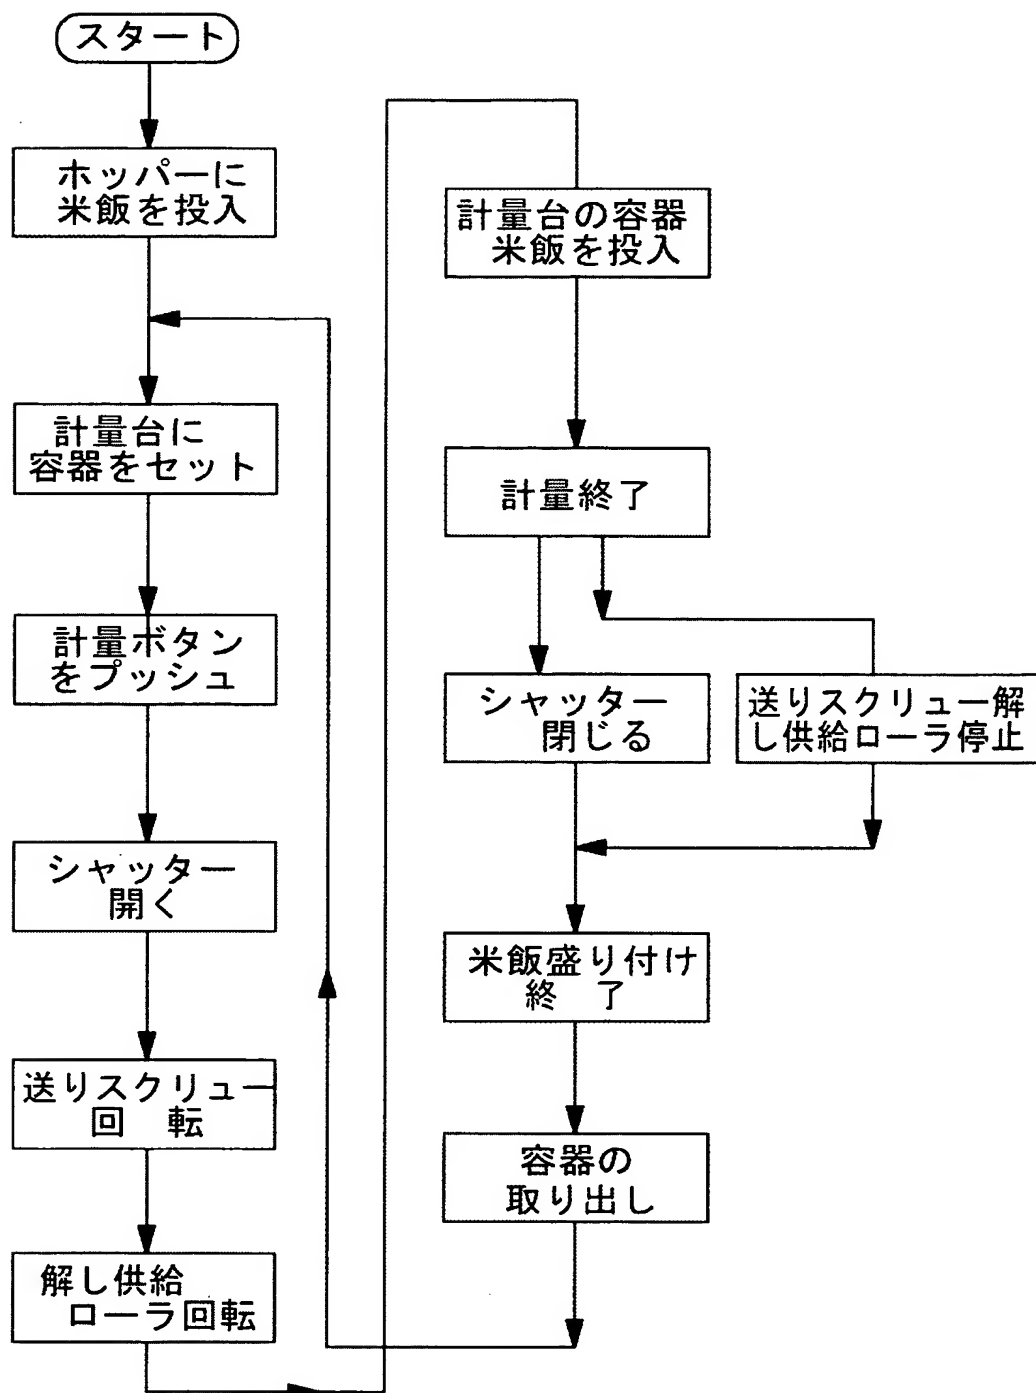 スタート
ホッパーに
米飯を投入
計量台に
容器をセット
計量ボタン
をプッシュ
シャッター
開く
送りスクリュー
回 転
解し供給
ローラ回転
計量台の容器
米飯を投入
計量終了
シャッター
閉じる
送りスクリュー解
し供給ローラ停止
米飯盛り付け
終 了
容器の
取り出し